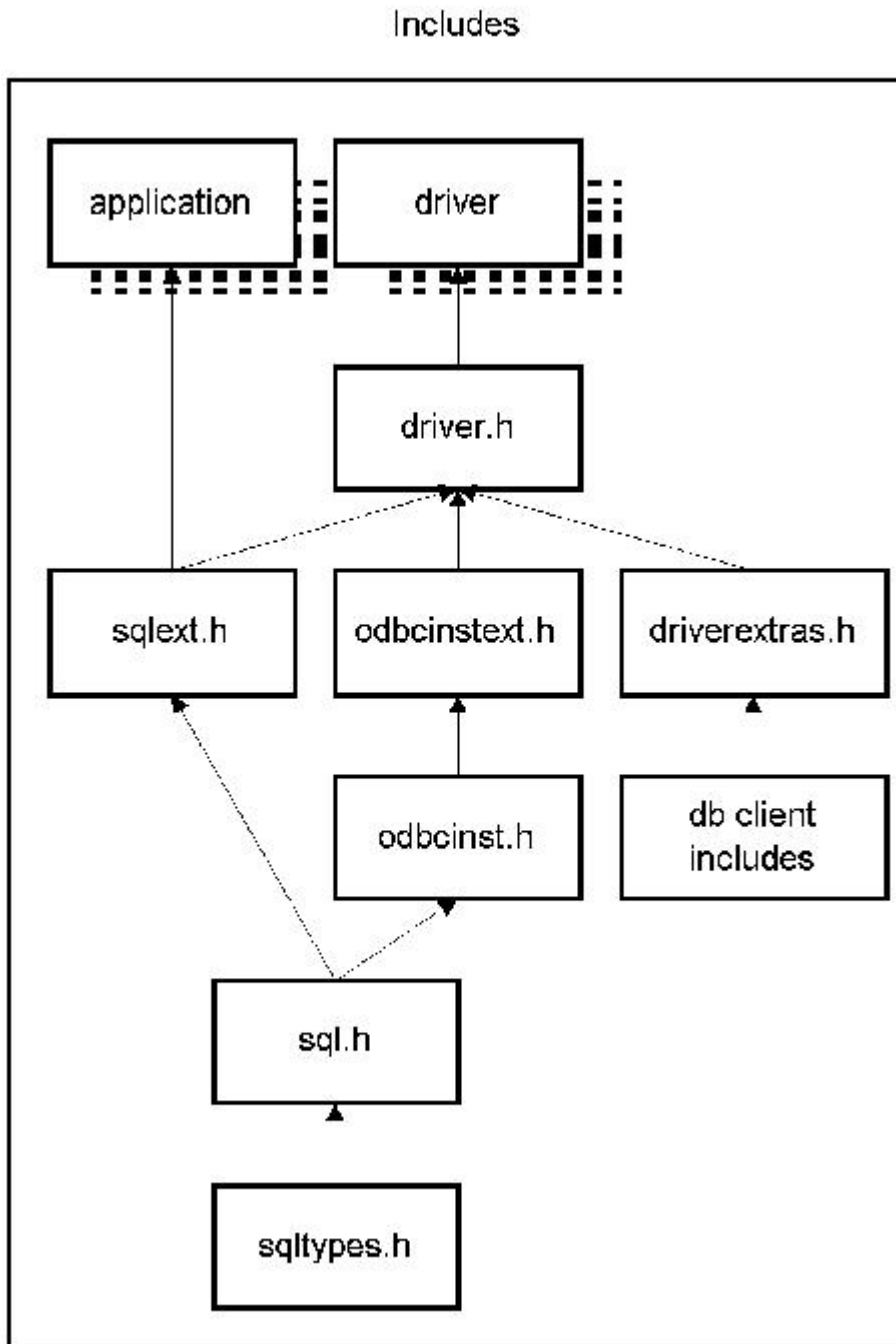 Includes
application
driver
driver.h
sqlext.h
odbcinstext.h
driverextras.h
odbcinst.h
db client
includes
sql.h
sqltypes.h